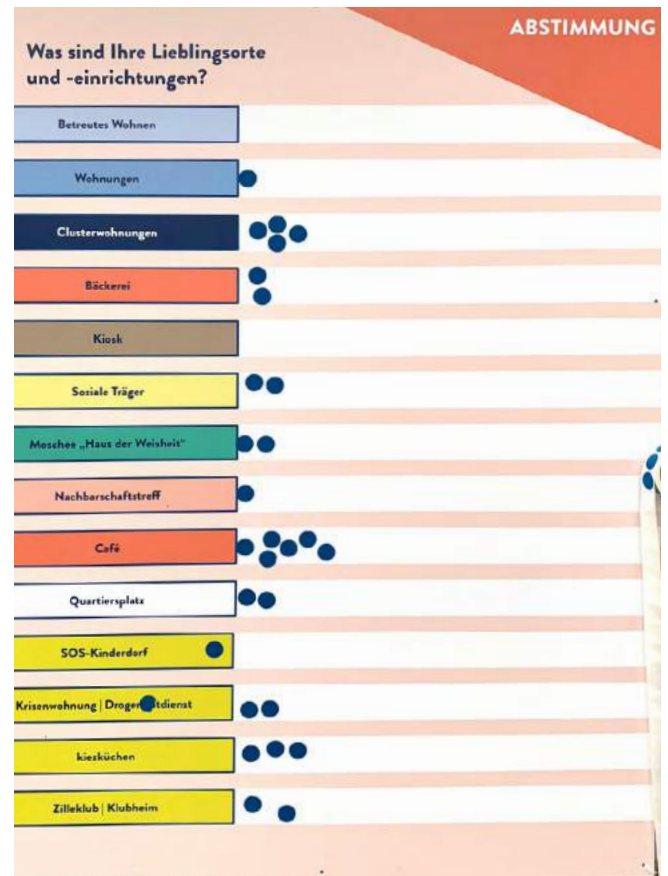 ABSTIMMUNG
Was sind Ihre Lieblingsorte
und -einrichtungen?
Betreutes Wohnen
Wohnungen
Clusterwohnungen
Bäckerei
Kiosk
Soziale Träger
Moschee „Haus der Weisheit“
Nachbarschaftstreff
Café
Quartiersplatz
SOS-Kinderdorf
Krisenwohnung | Drogennotdienst
kiezküchen
Zilleklub | Klubheim